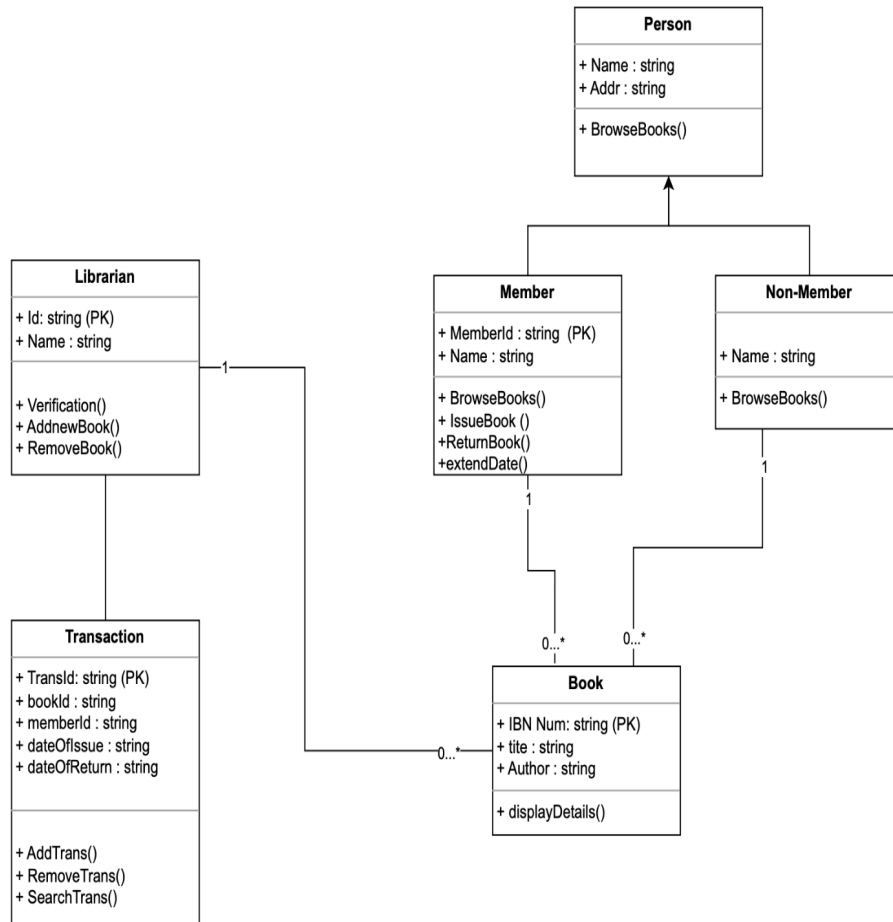 Person
+ Name : string
+ Addr : string
+ BrowseBooks()
Librarian
+ Id: string (PK)
+ Name : string
+ Verification()
+ AddnewBook()
+ RemoveBook()
Member
+ MemberId : string (PK)
+ Name : string
+ BrowseBooks()
+ IssueBook ()
+ReturnBook()
+extendDate()
Non-Member
+ Name : string
+ BrowseBooks()
1
1
1
0...*
0...*
0...*
Transaction
+ TransId: string (PK)
+ bookId : string
+ memberId : string
+ dateOfIssue : string
+ dateOfReturn : string
+ AddTrans()
+ RemoveTrans()
+ SearchTrans()
Book
+ IBN Num: string (PK)
+ tite : string
+ Author : string
+ displayDetails()